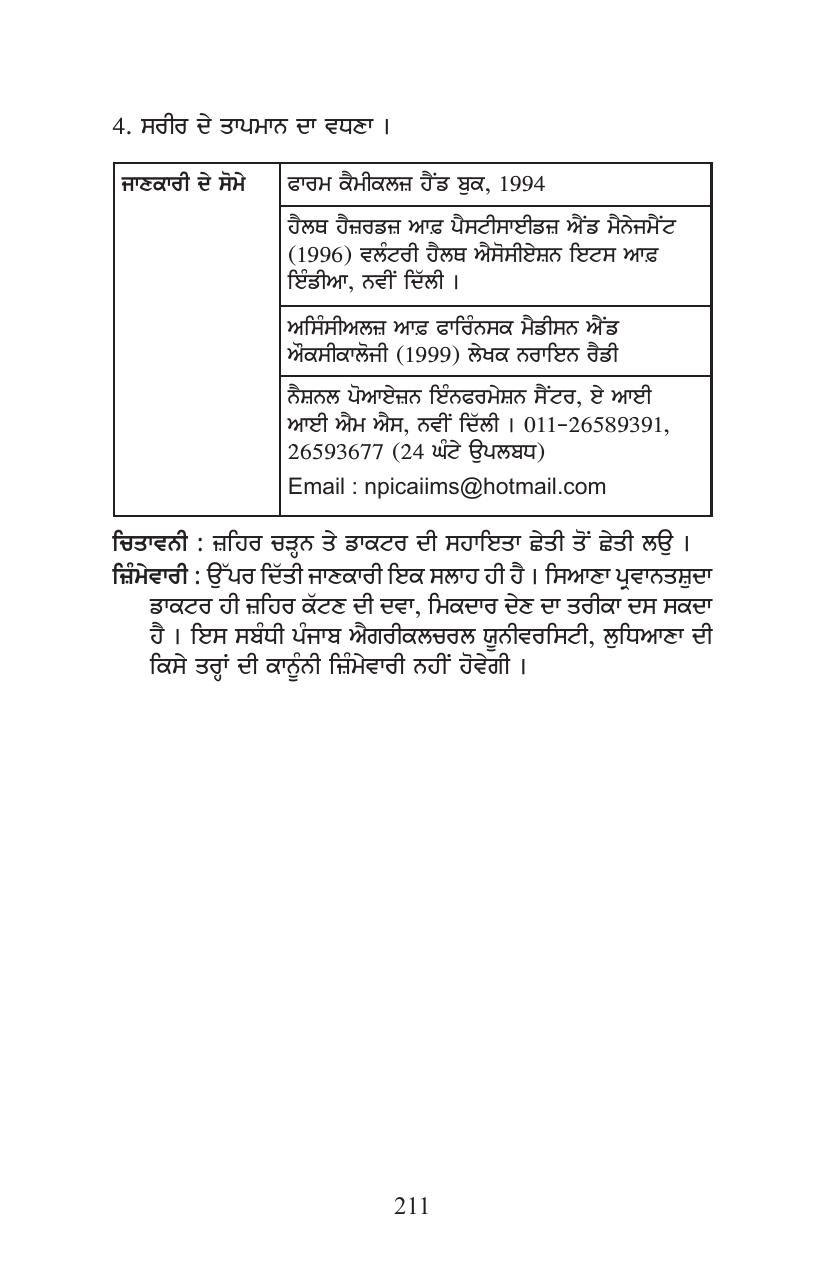 4. ਸਰੀਰ ਦੇ ਤਾਪਮਾਨ ਦਾ ਵਧਣਾ ।
ਜਾਣਕਾਰੀ ਦੇ ਸੋਮੇ
ਫਾਰਮ ਕੈਮੀਕਲਜ਼ ਹੈਂਡ ਬੁਕ, 1994
ਹੈਲਥ ਹੈਜ਼ਰਡਜ਼ ਆਫ਼ ਪੈਸਟੀਸਾਈਡਜ਼ ਐਂਡ ਮੈਨੇਜਮੈਂਟ
(1996) ਵਲੰਟਰੀ ਹੈਲਥ ਐਸੋਸੀਏਸ਼ਨ ਇਟਸ ਆਫ਼
ਇੰਡੀਆ, ਨਵੀਂ ਦਿੱਲੀ ।
ਅਸਿੰਸੀਅਲਜ਼ ਆਫ਼ ਫਾਰਿੰਨਸਕ ਮੈਡੀਸਨ ਐਂਡ
ਔਕਸੀਕਾਲੋਜੀ (1999) ਲੇਖਕ ਨਰਾਇਨ ਰੈਡੀ
ਨੈਸ਼ਨਲ ਪੋਆਏਜ਼ਨ ਇੰਨਫਰਮੇਸ਼ਨ ਸੈਂਟਰ, ਏ ਆਈ
ਆਈ ਐਮ ਐਸ, ਨਵੀਂ ਦਿੱਲੀ । 011-26589391,
26593677 (24 ਘੰਟੇ ਉਪਲਬਧ)
Email : npicaiims@hotmail.com
ਚਿਤਾਵਨੀ : ਜ਼ਹਿਰ ਚੜ੍ਹਨ ਤੇ ਡਾਕਟਰ ਦੀ ਸਹਾਇਤਾ ਛੇਤੀ ਤੋਂ ਛੇਤੀ ਲਉ ।
ਜ਼ਿੰਮੇਵਾਰੀ : ਉੱਪਰ ਦਿੱਤੀ ਜਾਣਕਾਰੀ ਇਕ ਸਲਾਹ ਹੀ ਹੈ । ਸਿਆਣਾ ਪ੍ਰਵਾਨਤਸ਼ੁਦਾ
ਡਾਕਟਰ ਹੀ ਜ਼ਹਿਰ ਕੱਟਣ ਦੀ ਦਵਾ, ਮਿਕਦਾਰ ਦੇਣ ਦਾ ਤਰੀਕਾ ਦਸ ਸਕਦਾ
ਹੈ । ਇਸ ਸਬੰਧੀ ਪੰਜਾਬ ਐਗਰੀਕਲਚਰਲ ਯੂਨੀਵਰਸਿਟੀ, ਲੁਧਿਆਣਾ ਦੀ
ਕਿਸੇ ਤਰ੍ਹਾਂ ਦੀ ਕਾਨੂੰਨੀ ਜ਼ਿੰਮੇਵਾਰੀ ਨਹੀਂ ਹੋਵੇਗੀ ।
211